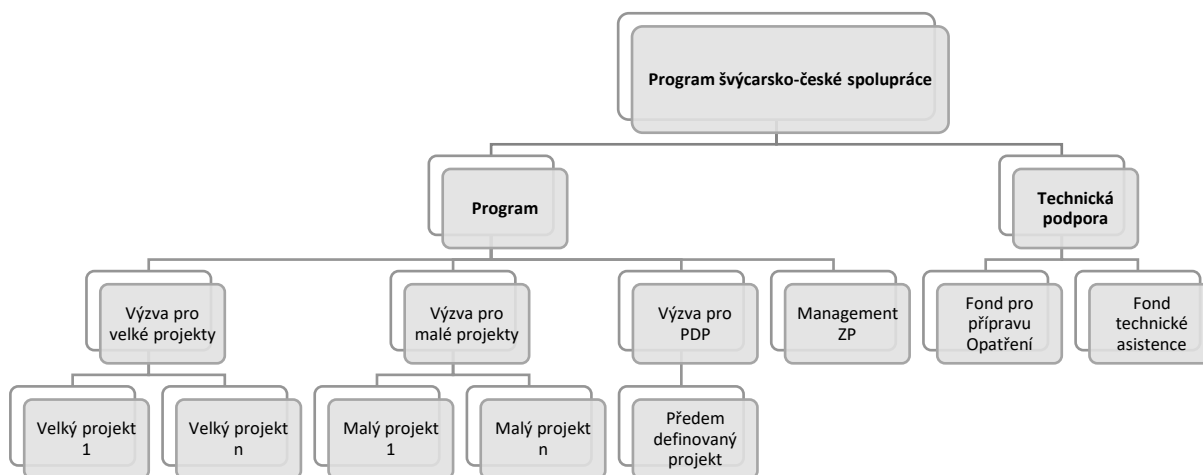 Program švýcarsko-české spolupráce
Program
Technická
podpora
Výzva pro
velké projekty
Výzva pro
malé projekty
Výzva pro
PDP
Management
ZP
Fond pro
přípravu
Opatření
Fond
technické
asistence
Velký projekt
1
Velký projekt
n
Malý projekt
1
Malý projekt
n
Předem
definovaný
projekt